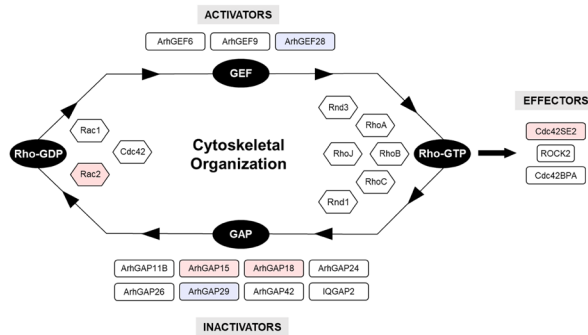 ACTIVATORS
ArhGEF6 ArhGEF9 ArhGEF28
GEF
EFFECTORS
Rnd3
Rac1 RhoA Cdc42SE2
Rho-GDP Cdc42 Cytoskeletal RhoJ RhoB Rho-GTP ROCK2
Organization
Rac2 RhoC Cdc42BPA
Rnd1
GAP
ArhGAP11B ArhGAP15 ArhGAP18 ArhGAP24
ArhGAP26 ArhGAP29 ArhGAP42 IQGAP2
INACTIVATORS